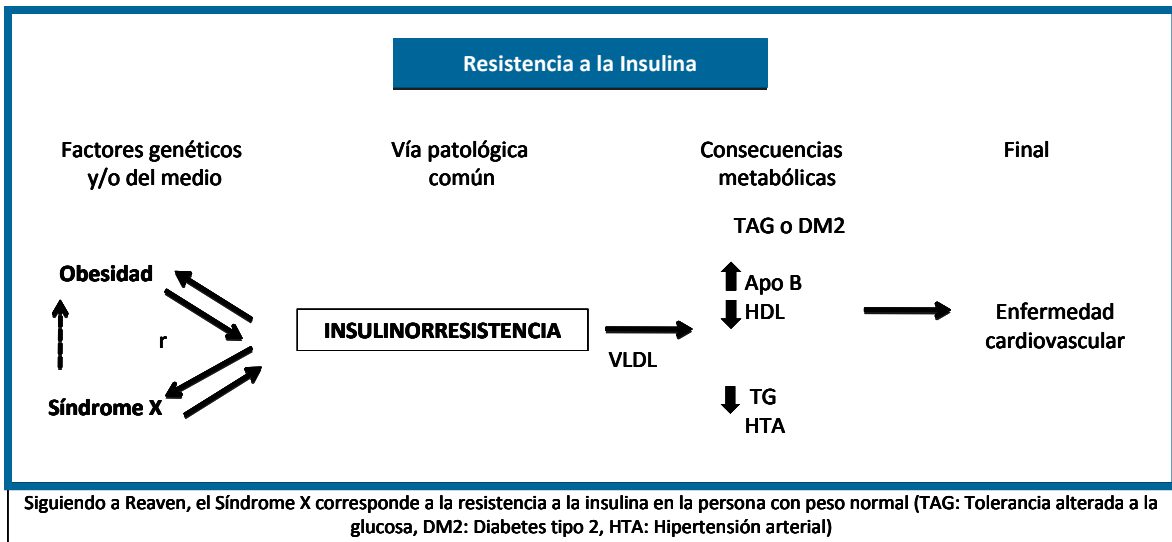 Resistencia a la Insulina
Factores genéticos
y/o del medio
Vía patológica
común
Consecuencias
metabólicas
Final
TAG o DM2
Obesidad
Apo B
HDL
r
INSULINORRESISTENCIA
VLDL
Enfermedad
cardiovascular
Síndrome X
TG
HTA
Siguiendo a Reaven, el Síndrome X corresponde a la resistencia a la insulina en la persona con peso normal (TAG: Tolerancia alterada a la
glucosa, DM2: Diabetes tipo 2, HTA: Hipertensión arterial)